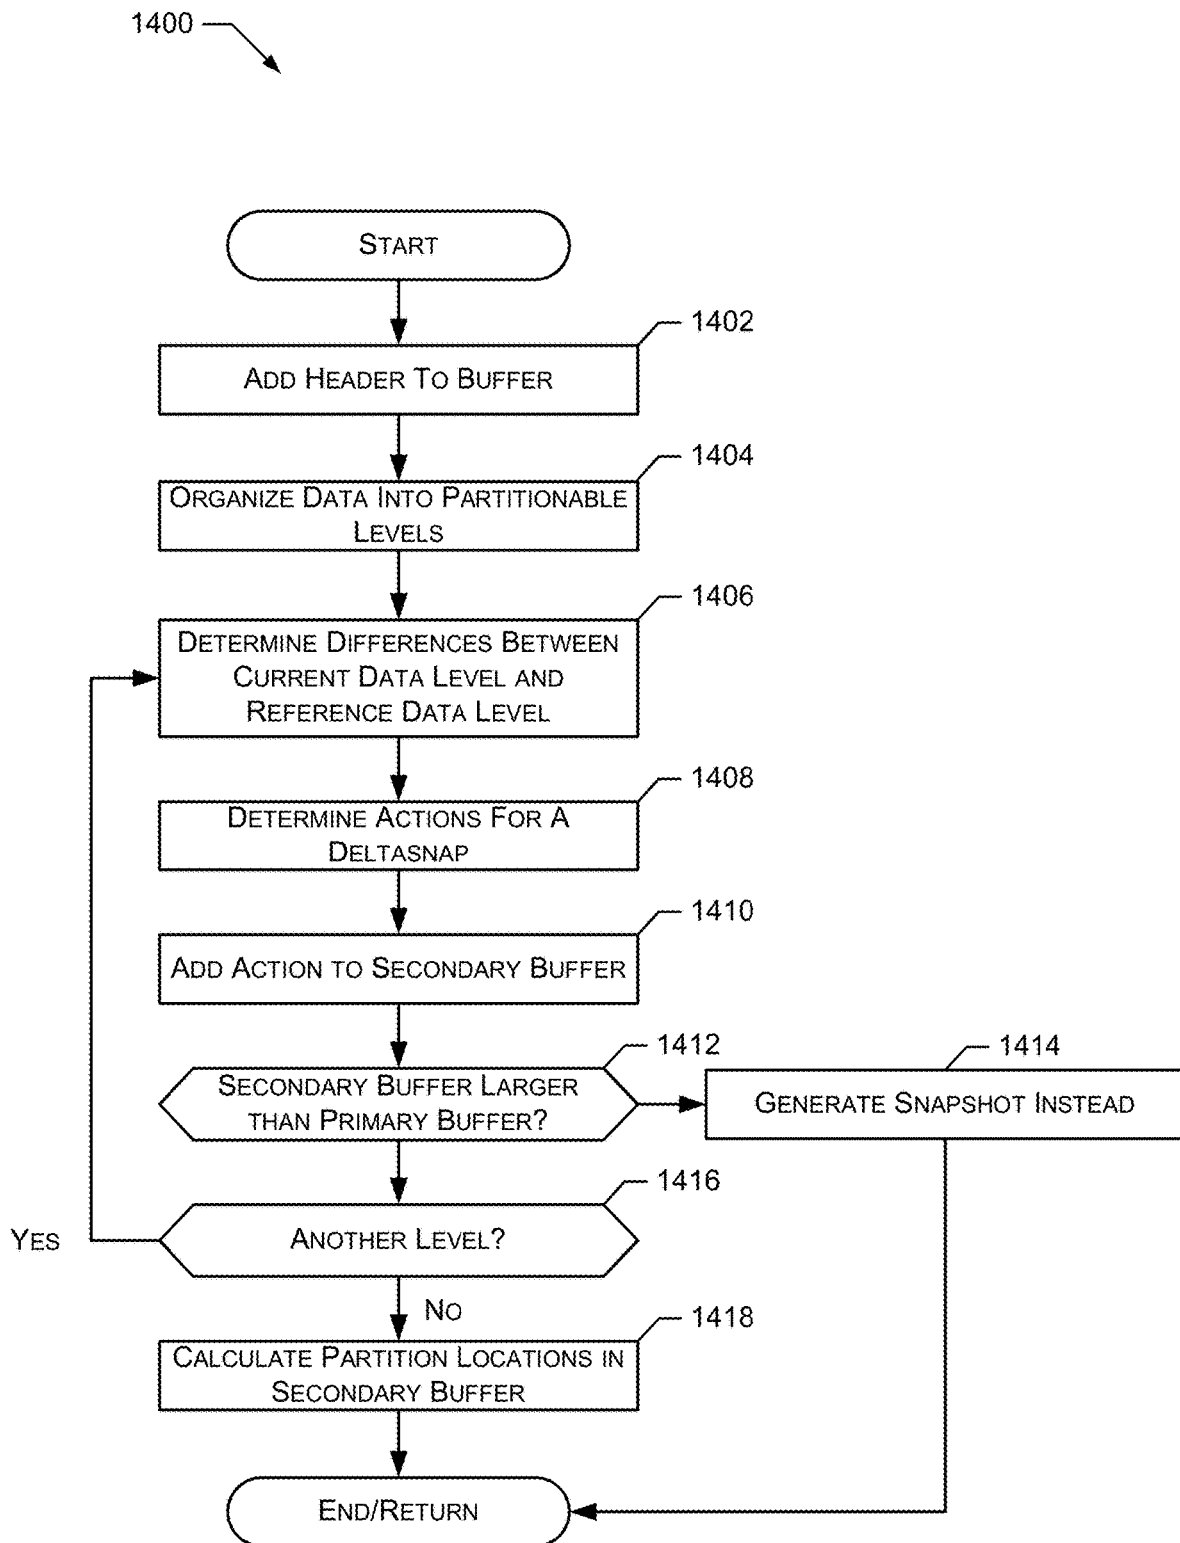 1400
START
1402
ADD HEADER TO BUFFER
1404
ORGANIZE DATA INTO PARTITIONABLE
LEVELS
1406
DETERMINE DIFFERENCES BETWEEN
CURRENT DATA LEVEL AND
REFERENCE DATA LEVEL
1408
DETERMINE ACTIONS FOR A
DELTASNAP
1410
ADD ACTION TO SECONDARY BUFFER
1412
SECONDARY BUFFER LARGER
THAN PRIMARY BUFFER?
1414
GENERATE SNAPSHOT INSTEAD
1416
ANOTHER LEVEL?
YES
NO
1418
CALCULATE PARTITION LOCATIONS IN
SECONDARY BUFFER
END/RETURN